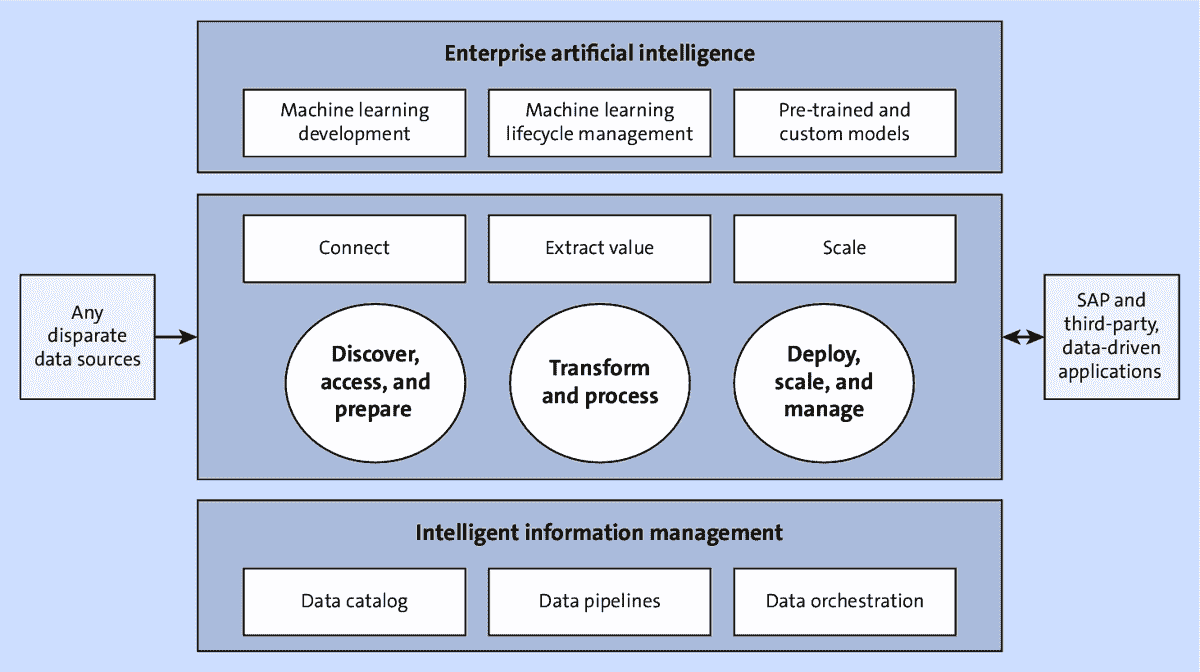 Enterprise artificial intelligence
Machine learning
development
Machine learning
lifecycle management
Pre-trained and
custom models
Connect
Extract value
Scale
Any
disparate
data sources
Discover,
access, and
prepare
Transform
and process
Deploy,
scale, and
manage
SAP and
third-party,
data-driven
applications
Intelligent information management
Data catalog
Data pipelines
Data orchestration